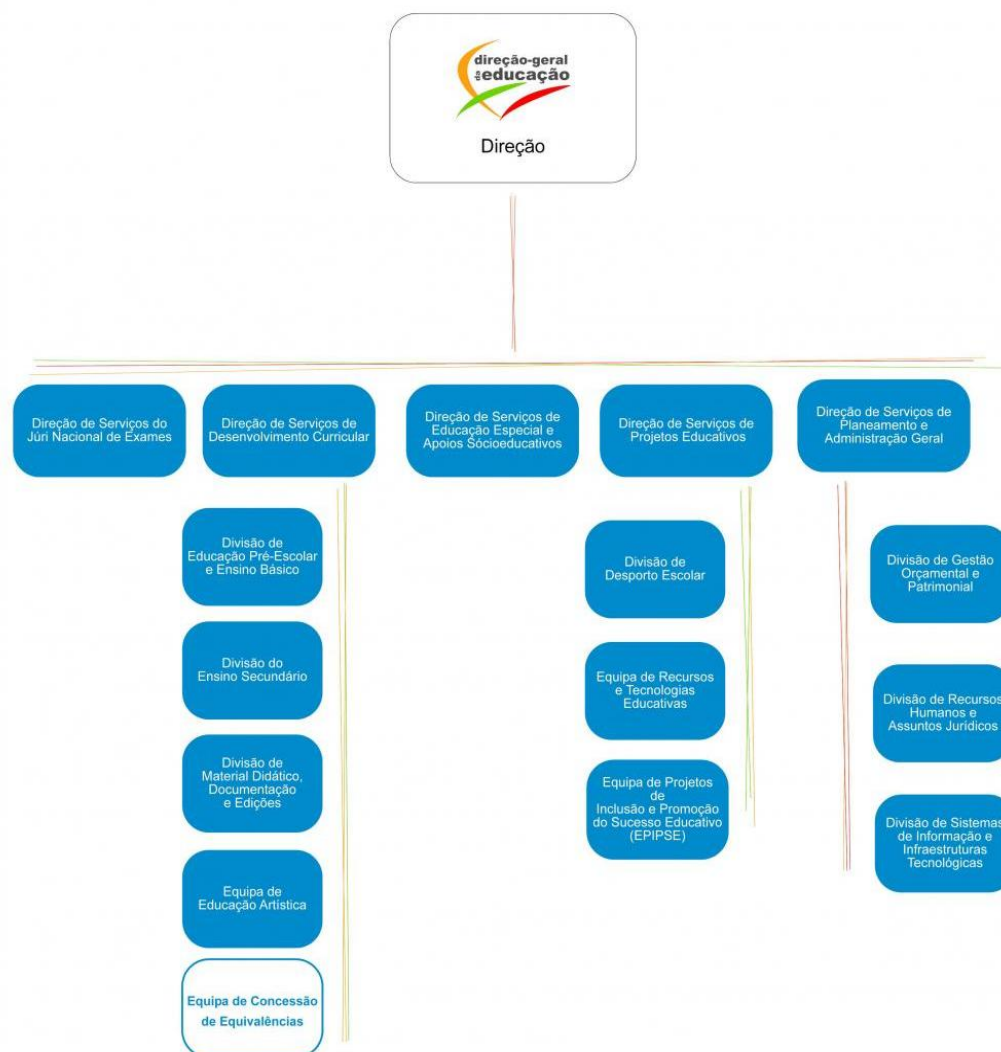 direção-geral
da educação
Direção
Direção de Serviços do
Júri Nacional de Exames
Direção de Serviços de
Desenvolvimento Curricular
Direção de Serviços de
Educação Especial e
Apoios Sócioeducativos
Direção de Serviços de
Projetos Educativos
Direção de Serviços de
Planeamento e
Administração Geral
Divisão de
Educação Pré-Escolar
e Ensino Básico
Divisão do
Ensino Secundário
Divisão de
Material Didático,
Documentação
e Edições
Equipa de
Educação Artística
Equipa de Concessão
de Equivalências
Divisão de
Desporto Escolar
Equipa de Recursos
e Tecnologias
Educativas
Equipa de Projetos
de
Inclusão e Promoção
do Sucesso Educativo
(EPIPSE)
Divisão de Gestão
Orçamental e
Patrimonial
Divisão de Recursos
Humanos e
Assuntos Jurídicos
Divisão de Sistemas
de Informação e
Infraestruturas
Tecnológicas